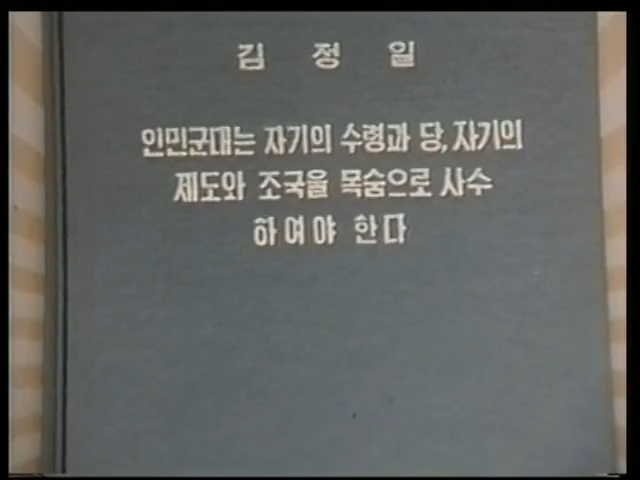 김 정 일
인민군대는 자기의 수령과 당, 자기의
제도와 조국을 목숨으로 사수
하여야 한다